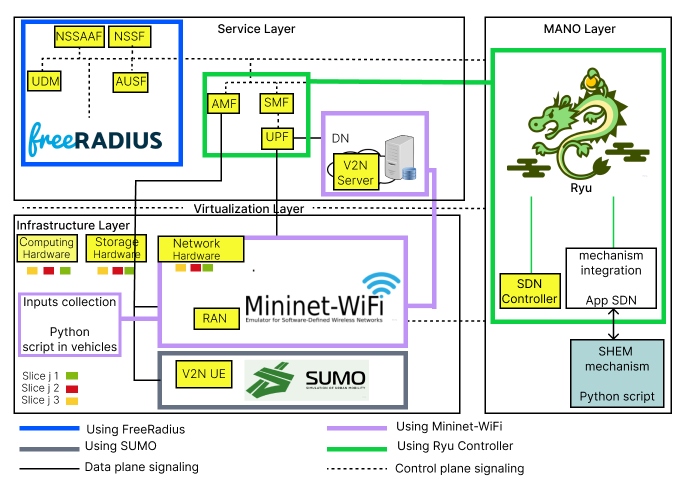 Service Layer
MANO Layer
NSSAAF
NSSF
UDM
AUSF
freeRADIUS
AMF
SMF
UPF
DN
V2N
Server
Ryu
Virtualization Layer
Infrastructure Layer
Computing
Hardware
Storage
Hardware
Network
Hardware
Inputs collection
Python
script in vehicles
RAN
Mininet-WiFi
Emulator for Software-Defined Wireless Networks
SDN
Controller
mechanism
integration
App SDN
SHEM
mechanism
Python script
V2N UE
SUMO
SIMULATION OF URBAN MOBILITY
Slice j 1
Slice j 2
Slice j 3
Using FreeRadius
Using Mininet-WiFi
Using SUMO
Using Ryu Controller
Data plane signaling
Control plane signaling